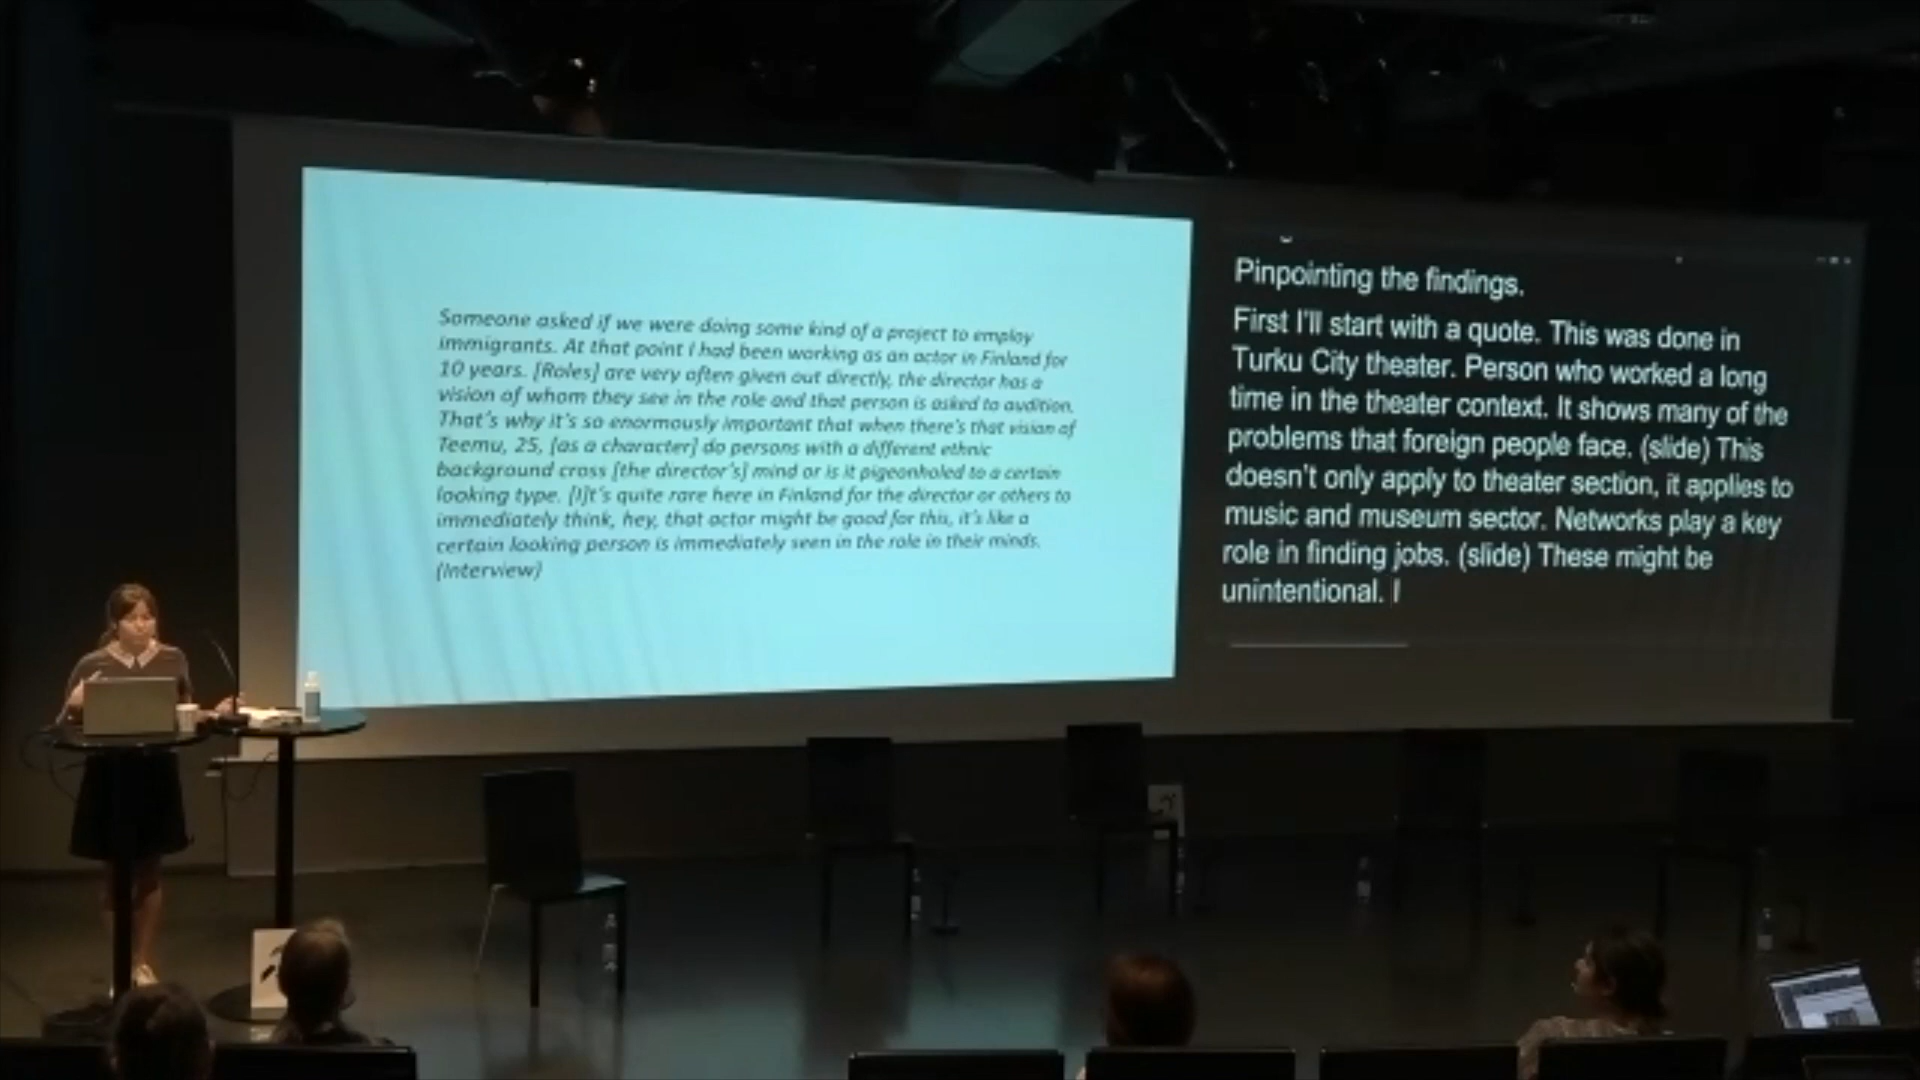 Someone asked if we were doing some kind of a project to employ
immigrants. At that point I had been working as an actor in Finland for
10 years. [Roles] are very often given out directly, the director has a
vision of whom they see in the role and that person is asked to audition.
That's why it's so enormously important that when there's that vision of
Teemu, 25, [as a character] do persons with a different ethnic
background cross [the director's] mind or is it pigeonholed to a certain
looking type. [I]t's quite rare here in Finland for the director or others to
immediately think, hey, that actor might be good for this, it's like a
certain looking person is immediately seen in the role in their minds.
(Interview)
Pinpointing the findings.
First I'll start with a quote. This was done in
Turku City theater. Person who worked a long
time in the theater context. It shows many of the
problems that foreign people face. (slide) This
doesn't only apply to theater section, it applies to
music and museum sector. Networks play a key
role in finding jobs. (slide) These might be
unintentional. I